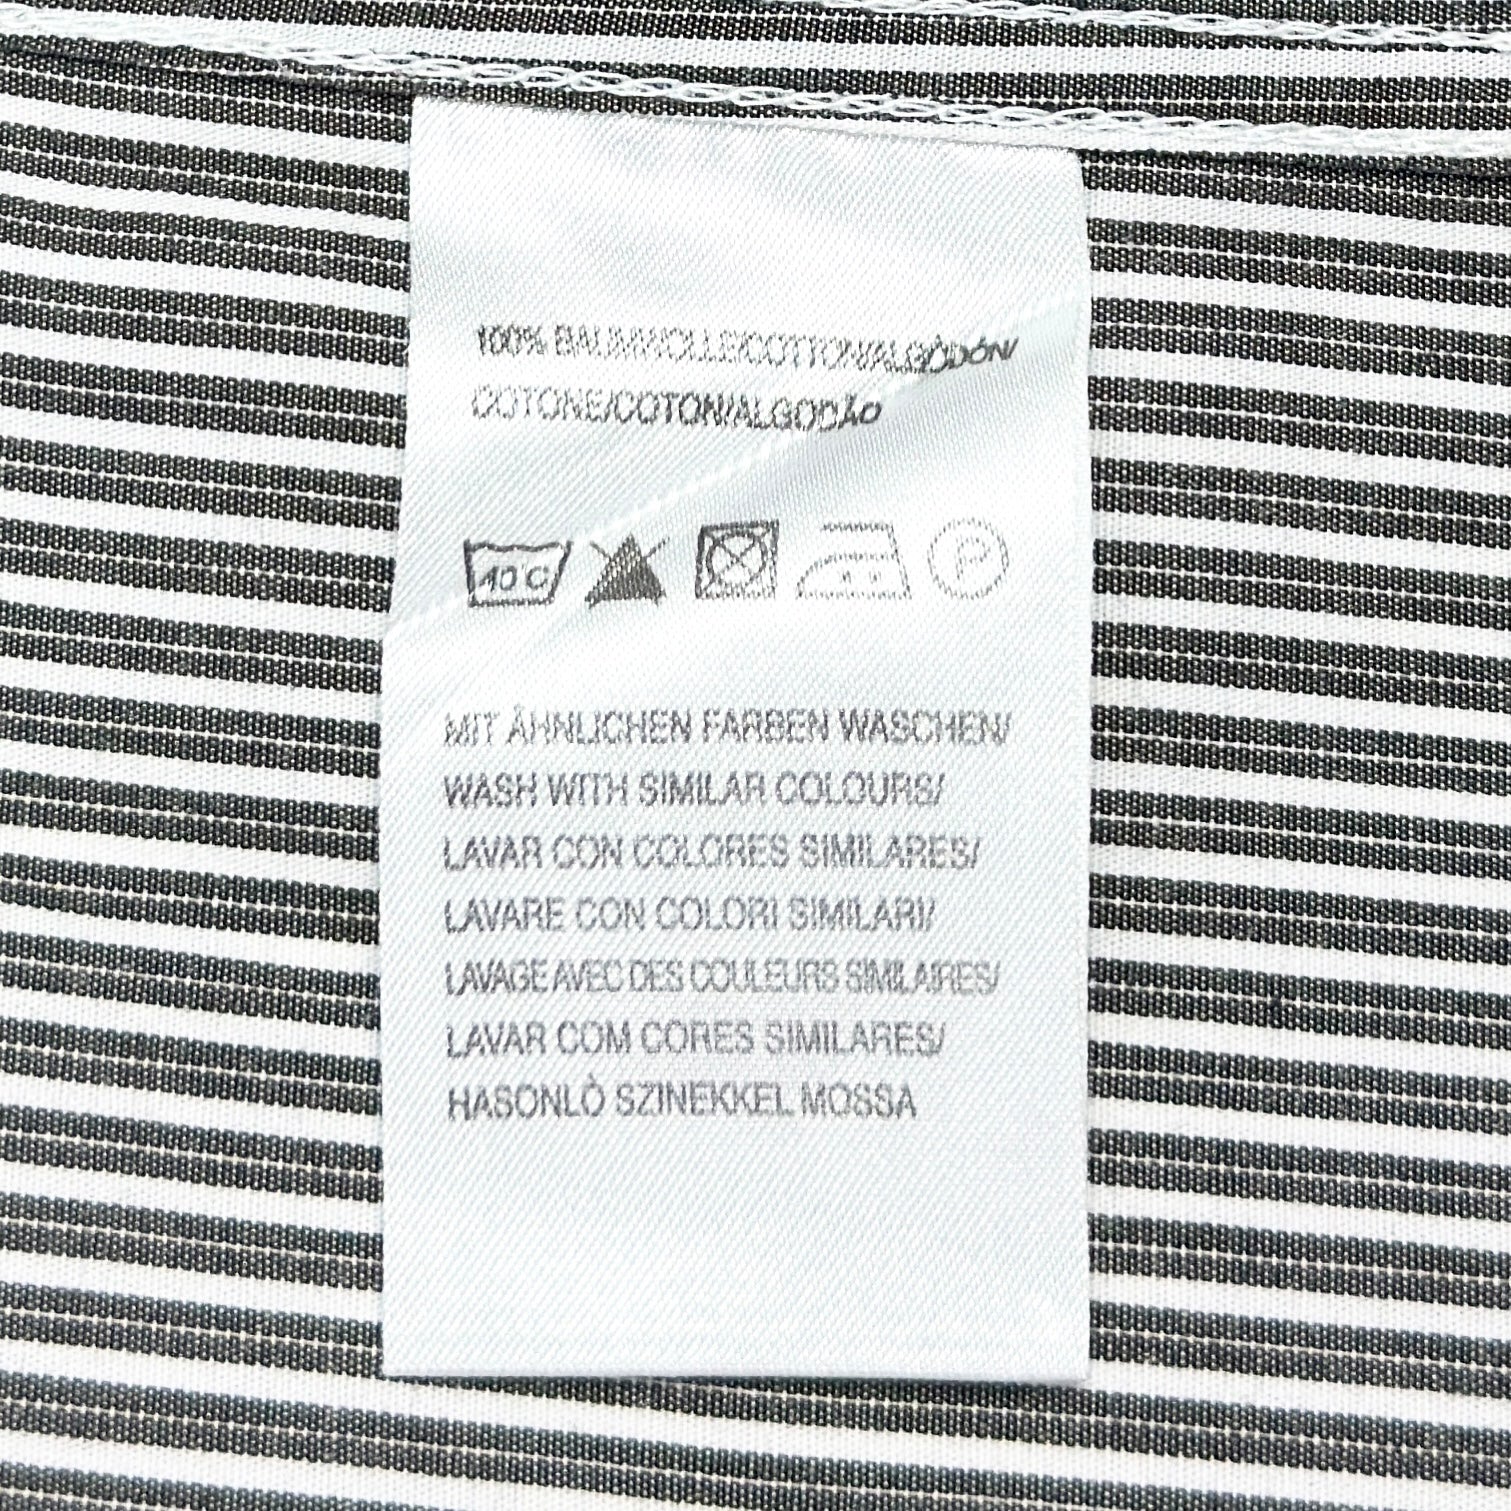 100% BAUMWOLLE/COTTON/ALGÒDÓN/
COTONE/COTON/ALGODÃO
40 C
P
MIT ÄHNLICHEN FARBEN WASCHEN/
WASH WITH SIMILAR COLOURS/
LAVAR CON COLORES SIMILARES/
LAVARE CON COLORI SIMILARI/
LAVAGE AVEC DES COULEURS SIMILAIRES/
LAVAR COM CORES SIMILARES/
HASONLÒ SZINEKKEL MOSSA